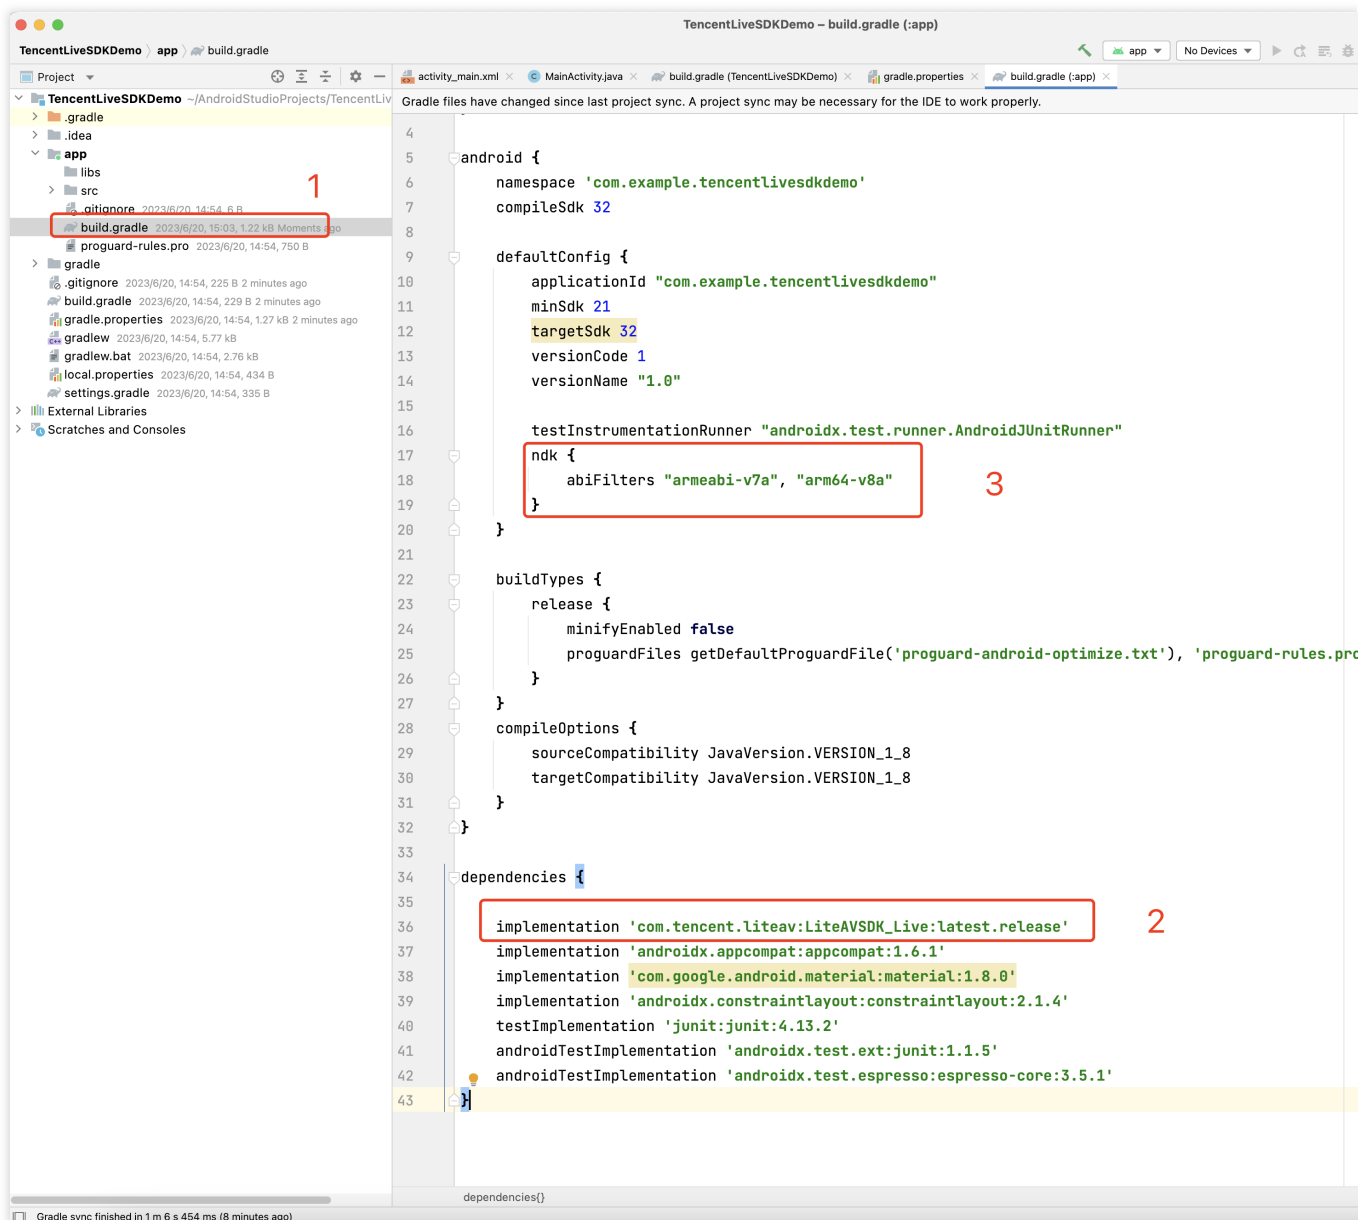 TencentLiveSDKDemo – build.gradle (:app)
TencentLiveSDKDemo app build.gradle
app No Devices
Project
activity_main.xml MainActivity.java build.gradle (TencentLiveSDKDemo) gradle.properties build.gradle (:app)
TencentLiveSDKDemo ~/AndroidStudioProjects/TencentLiv
.gradle
.idea
app
libs
src
.gitignore 2023/6/20, 14:54, 6 B
build.gradle 2023/6/20, 15:03, 1.22 kB Moments ago
proguard-rules.pro 2023/6/20, 14:54, 750 B
gradle
.gitignore 2023/6/20, 14:54, 225 B 2 minutes ago
build.gradle 2023/6/20, 14:54, 229 B 2 minutes ago
gradle.properties 2023/6/20, 14:54, 1.27 kB 2 minutes ago
gradlew 2023/6/20, 14:54, 5.77 kB
gradlew.bat 2023/6/20, 14:54, 2.76 kB
local.properties 2023/6/20, 14:54, 434 B
settings.gradle 2023/6/20, 14:54, 335 B
External Libraries
Scratches and Consoles
1
Gradle files have changed since last project sync. A project sync may be necessary for the IDE to work properly.
4
5 android {
6 namespace 'com.example.tencentlivesdkdemo'
7 compileSdk 32
8
9 defaultConfig {
10 applicationId "com.example.tencentlivesdkdemo"
11 minSdk 21
12 targetSdk 32
13 versionCode 1
14 versionName "1.0"
15
16 testInstrumentationRunner "androidx.test.runner.AndroidJUnitRunner"
17 ndk {
18 abiFilters "armeabi-v7a", "arm64-v8a"
19 }
3
20 }
21
22 buildTypes {
23 release {
24 minifyEnabled false
25 proguardFiles getDefaultProguardFile('proguard-android-optimize.txt'), 'proguard-rules.pro
26 }
27 }
28 compileOptions {
29 sourceCompatibility JavaVersion.VERSION_1_8
30 targetCompatibility JavaVersion.VERSION_1_8
31 }
32 }
33
34 dependencies {
35
36 implementation 'com.tencent.liteav:LiteAVSDK_Live:latest.release'
2
37 implementation 'androidx.appcompat:appcompat:1.6.1'
38 implementation 'com.google.android.material:material:1.8.0'
39 implementation 'androidx.constraintlayout:constraintlayout:2.1.4'
40 testImplementation 'junit:junit:4.13.2'
41 androidTestImplementation 'androidx.test.ext:junit:1.1.5'
42 androidTestImplementation 'androidx.test.espresso:espresso-core:3.5.1'
43 }
dependencies{}
Gradle sync finished in 1 m 6 s 454 ms (8 minutes ago)